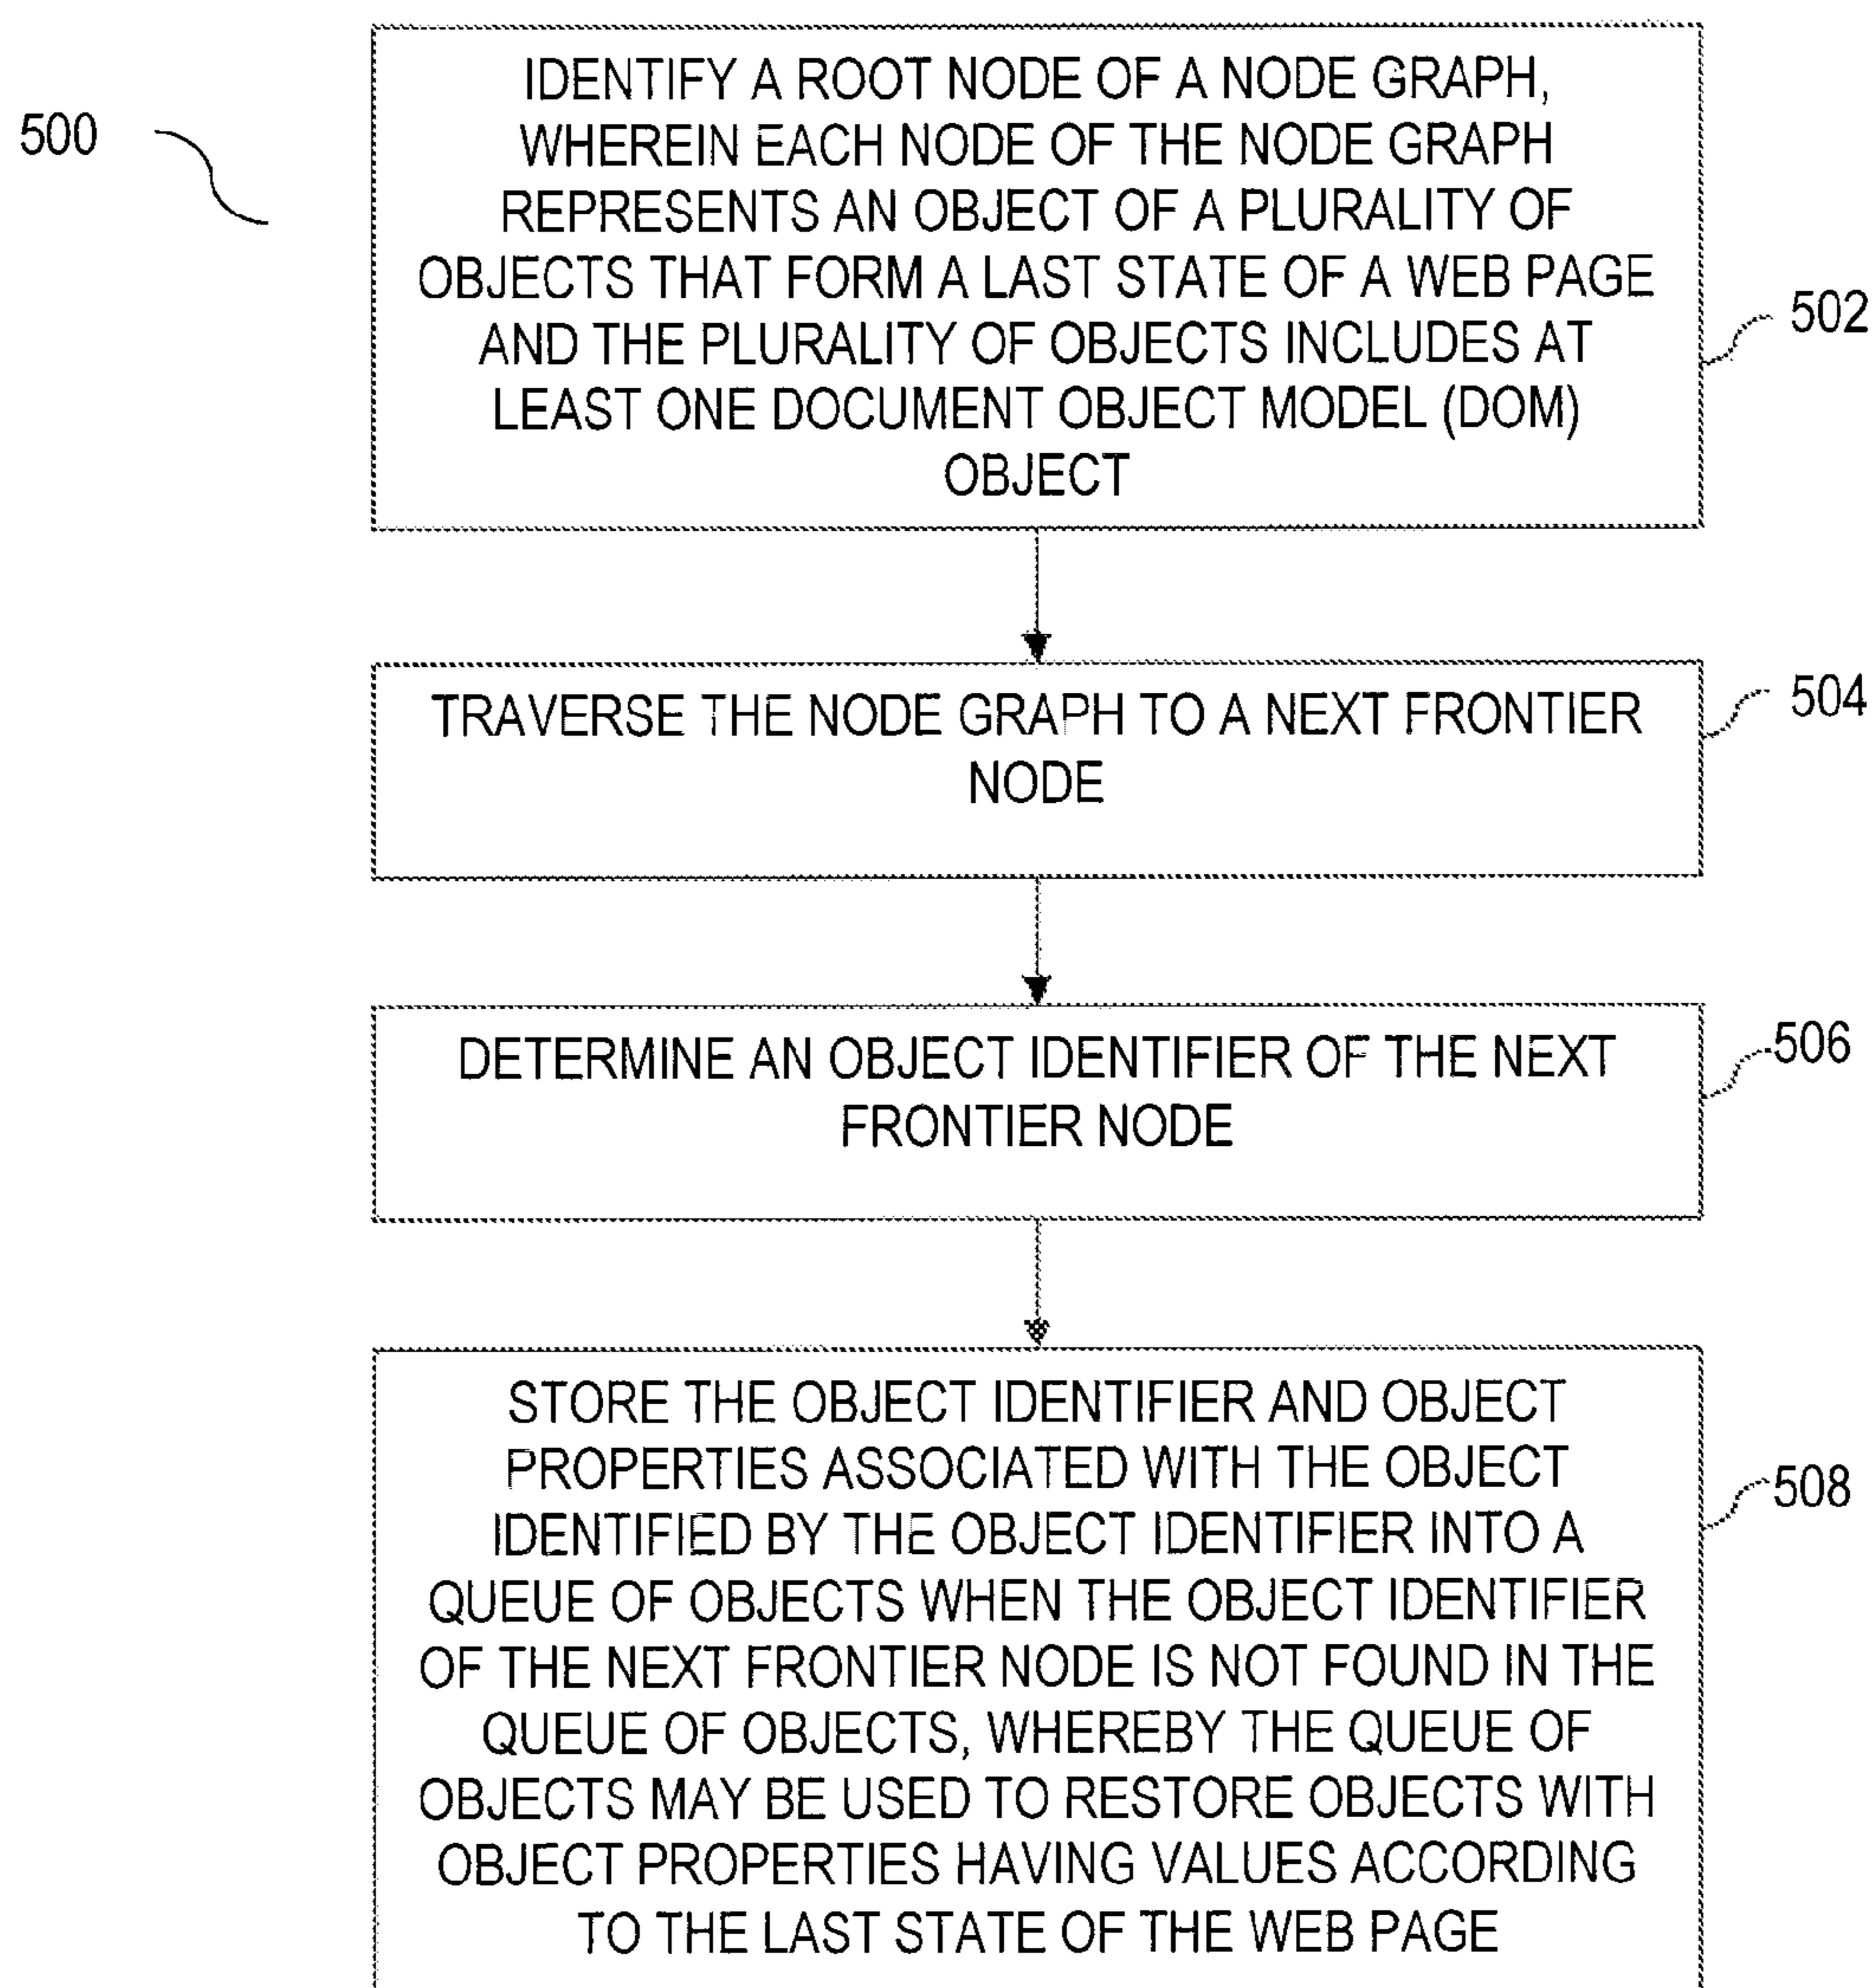 500
IDENTIFY A ROOT NODE OF A NODE GRAPH,
WHEREIN EACH NODE OF THE NODE GRAPH
REPRESENTS AN OBJECT OF A PLURALITY OF
OBJECTS THAT FORM A LAST STATE OF A WEB PAGE
AND THE PLURALITY OF OBJECTS INCLUDES AT
LEAST ONE DOCUMENT OBJECT MODEL (DOM)
OBJECT
502
TRAVERSE THE NODE GRAPH TO A NEXT FRONTIER
NODE
504
DETERMINE AN OBJECT IDENTIFIER OF THE NEXT
FRONTIER NODE
506
STORE THE OBJECT IDENTIFIER AND OBJECT
PROPERTIES ASSOCIATED WITH THE OBJECT
IDENTIFIED BY THE OBJECT IDENTIFIER INTO A
QUEUE OF OBJECTS WHEN THE OBJECT IDENTIFIER
OF THE NEXT FRONTIER NODE IS NOT FOUND IN THE
QUEUE OF OBJECTS, WHEREBY THE QUEUE OF
OBJECTS MAY BE USED TO RESTORE OBJECTS WITH
OBJECT PROPERTIES HAVING VALUES ACCORDING
TO THE LAST STATE OF THE WEB PAGE
508